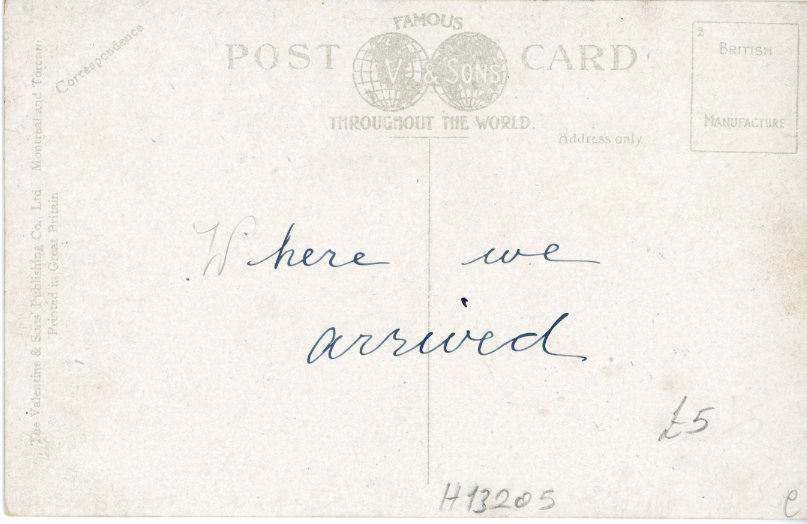 FAMOUS
POST CARD
V. & SONS
THROUGHOUT THE WORLD.
Correspondence
Address only
2
BRITISH
MANUFACTURE
The Valentine & Sons Publishing Co., Ltd Montreal and Toronto
Printed in Great Britain
Where we
arrived
£5
H13205
e